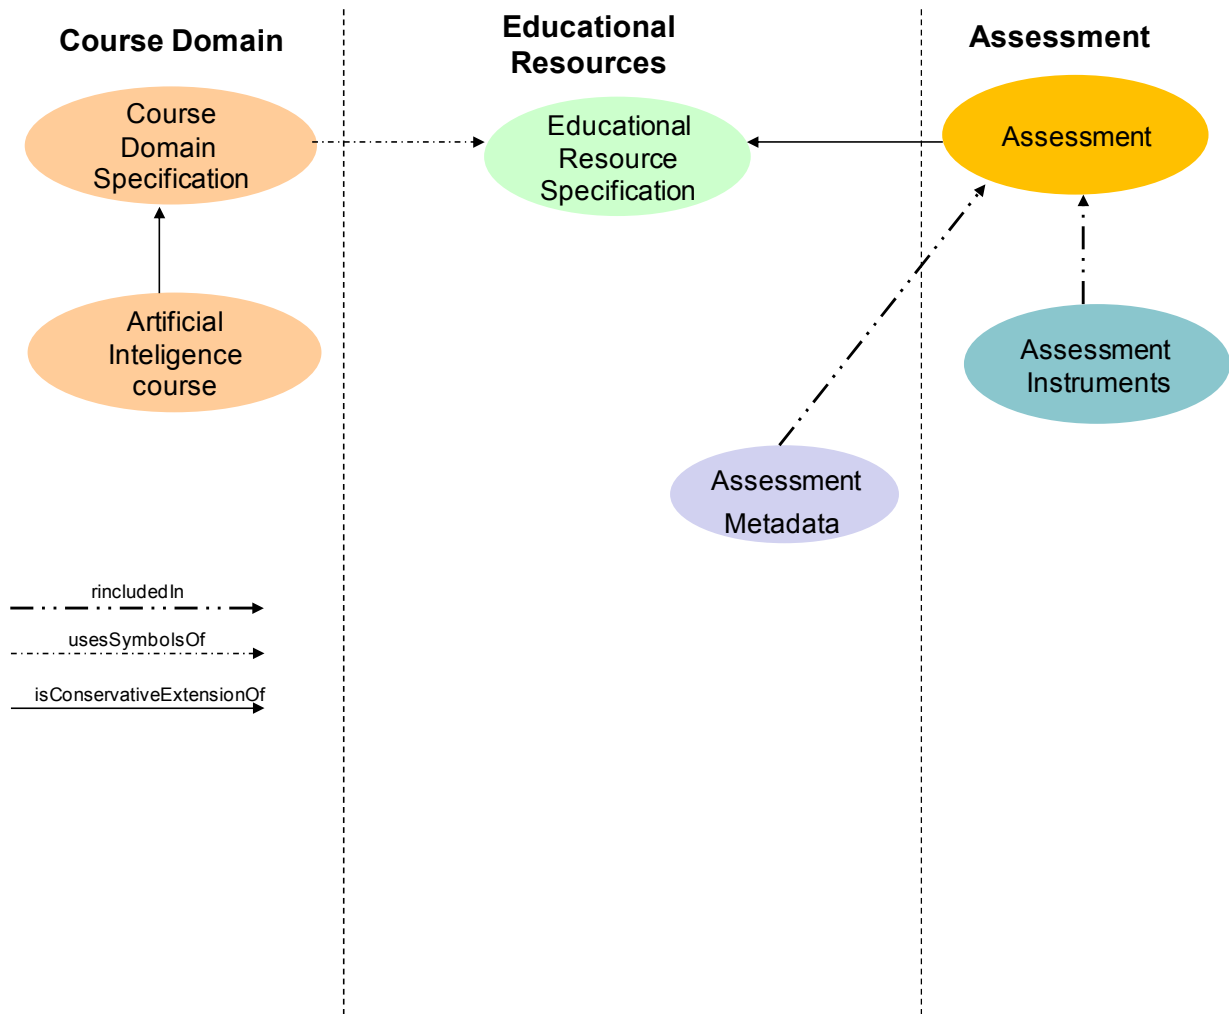 Course Domain
Educational
Resources
Assessment
Course
Domain
Specification
Educational
Resource
Specification
Assessment
Artificial
Inteligence
course
Assessment
Instruments
Assessment
Metadata
rincludedIn
usesSymbolsOf
isConservativeExtensionOf